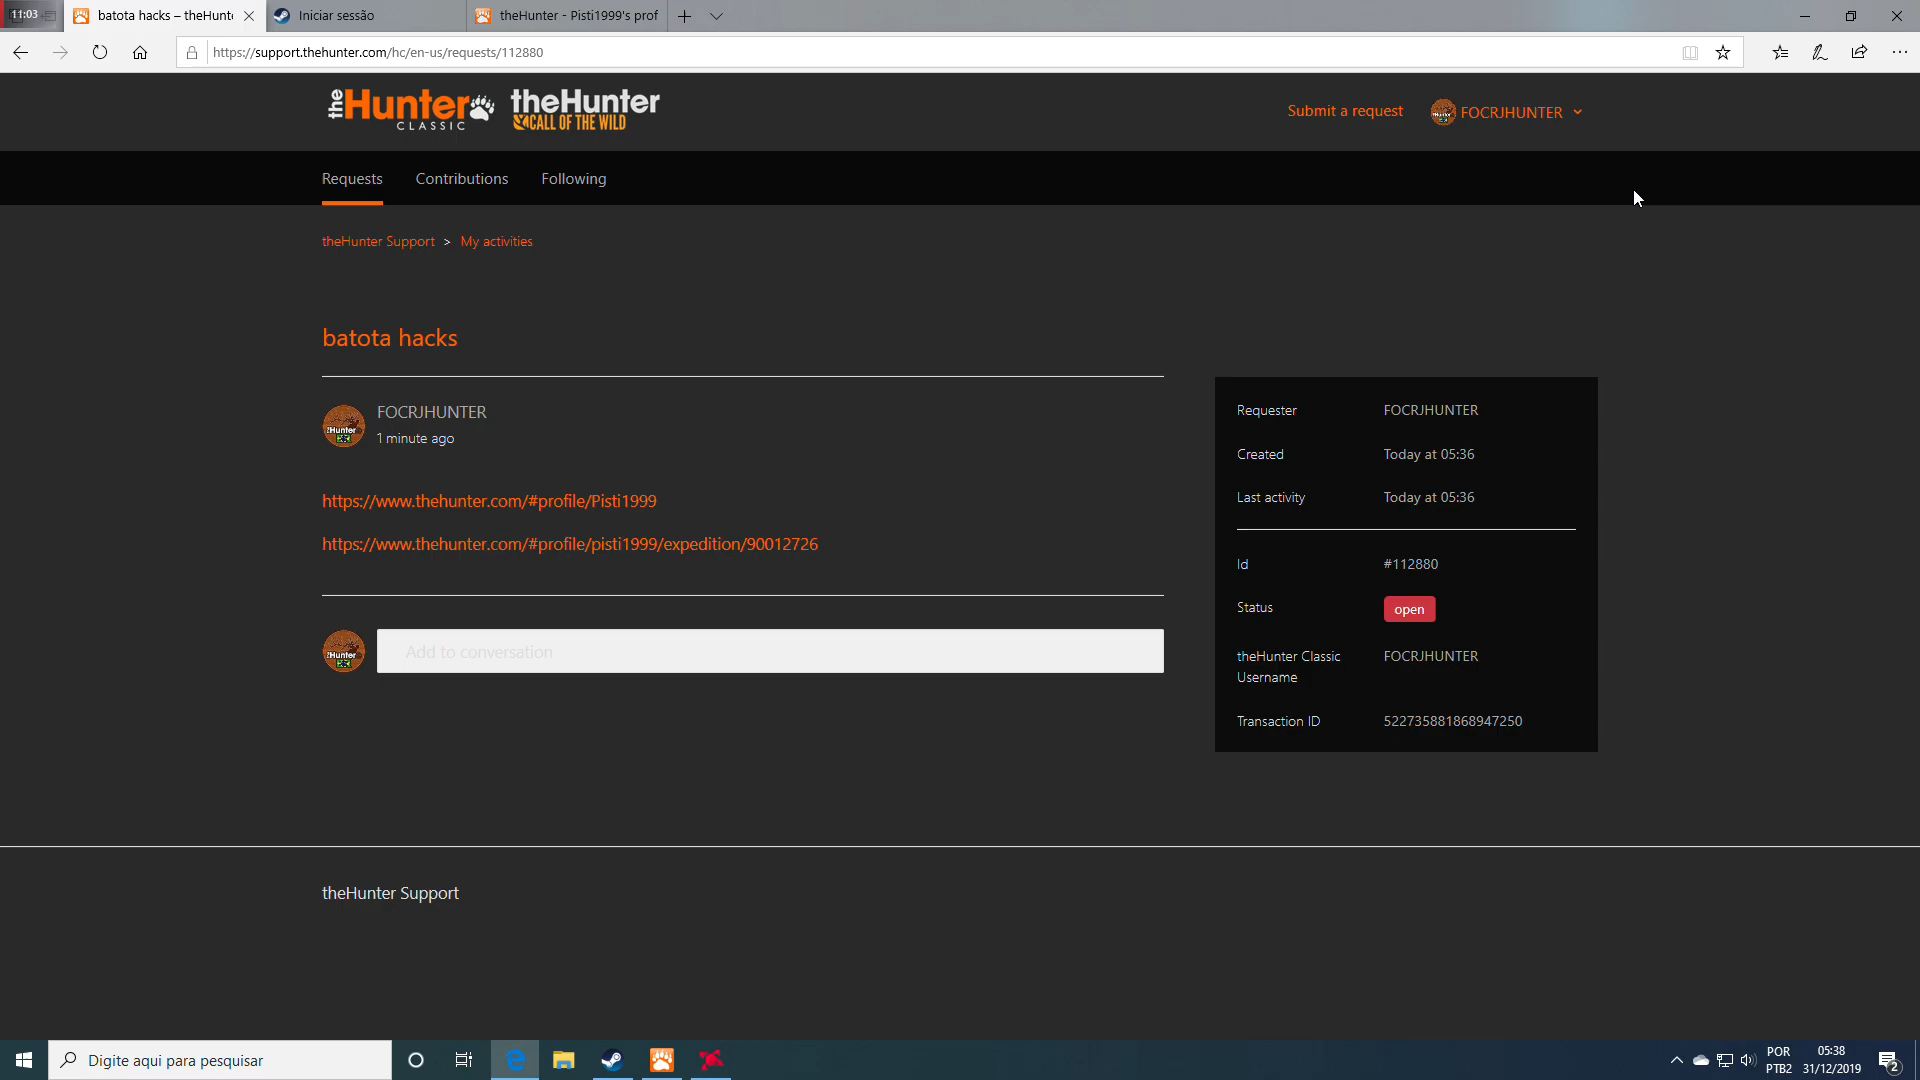 11:03
batota hacks – theHunte
Iniciar sessão
theHunter - Pisti1999's prof
https://support.thehunter.com/hc/en-us/requests/112880
theHunter CLASSIC
theHunter CALL OF THE WILD
Submit a request
FOCRJHUNTER
Requests
Contributions
Following
theHunter Support > My activities
batota hacks
FOCRJHUNTER
1 minute ago
https://www.thehunter.com/#profile/Pisti1999
https://www.thehunter.com/#profile/pisti1999/expedition/90012726
Add to conversation
Requester FOCRJHUNTER
Created Today at 05:36
Last activity Today at 05:36
Id #112880
Status open
theHunter Classic Username FOCRJHUNTER
Transaction ID 522735881868947250
theHunter Support
Digite aqui para pesquisar
POR
PTB2
05:38
31/12/2019
2